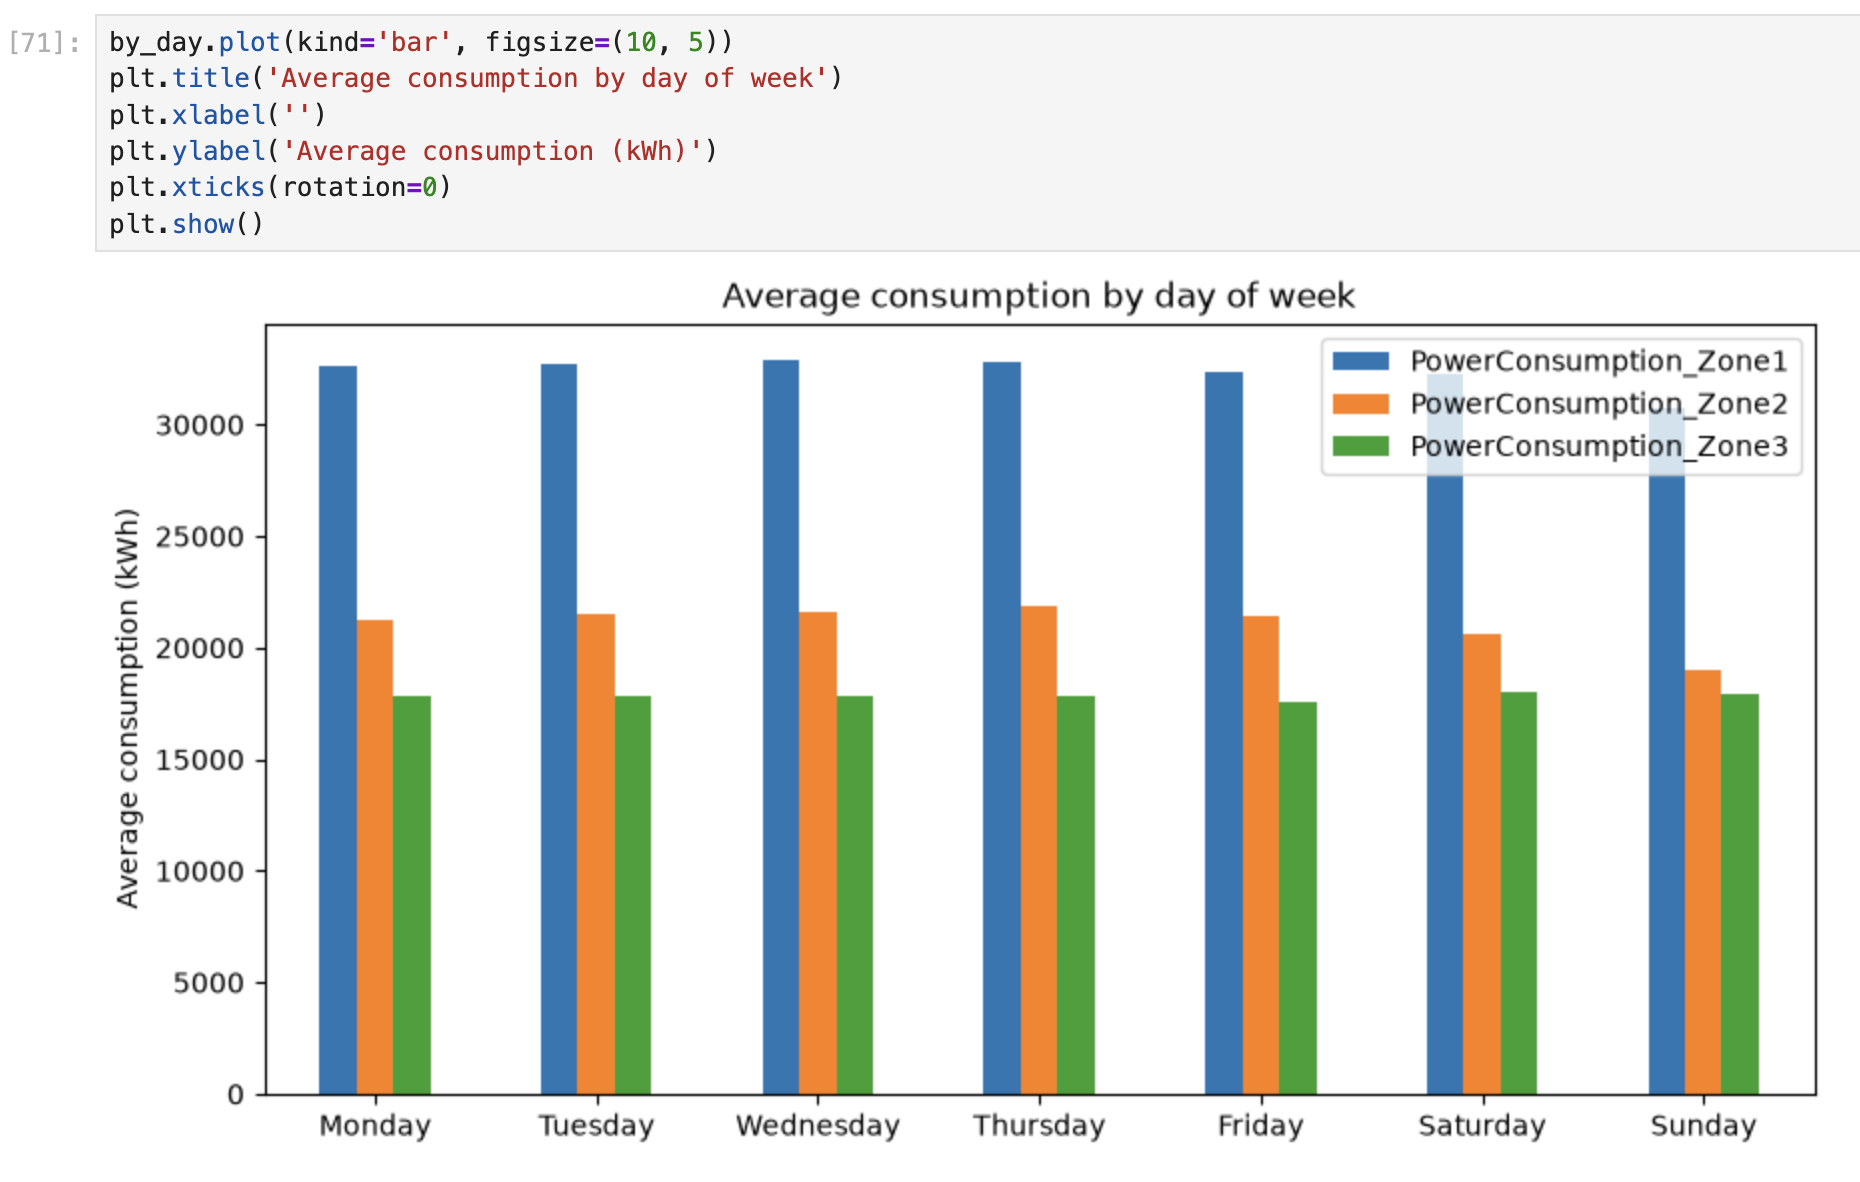 [71]:
by_day.plot(kind='bar', figsize=(10, 5))
plt.title('Average consumption by day of week')
plt.xlabel('')
plt.ylabel('Average consumption (kWh)')
plt.xticks(rotation=0)
plt.show()
Average consumption by day of week
PowerConsumption_Zone1
PowerConsumption_Zone2
PowerConsumption_Zone3
Average consumption (kWh)
30000
25000
20000
15000
10000
5000
0
Monday Tuesday Wednesday Thursday Friday Saturday Sunday